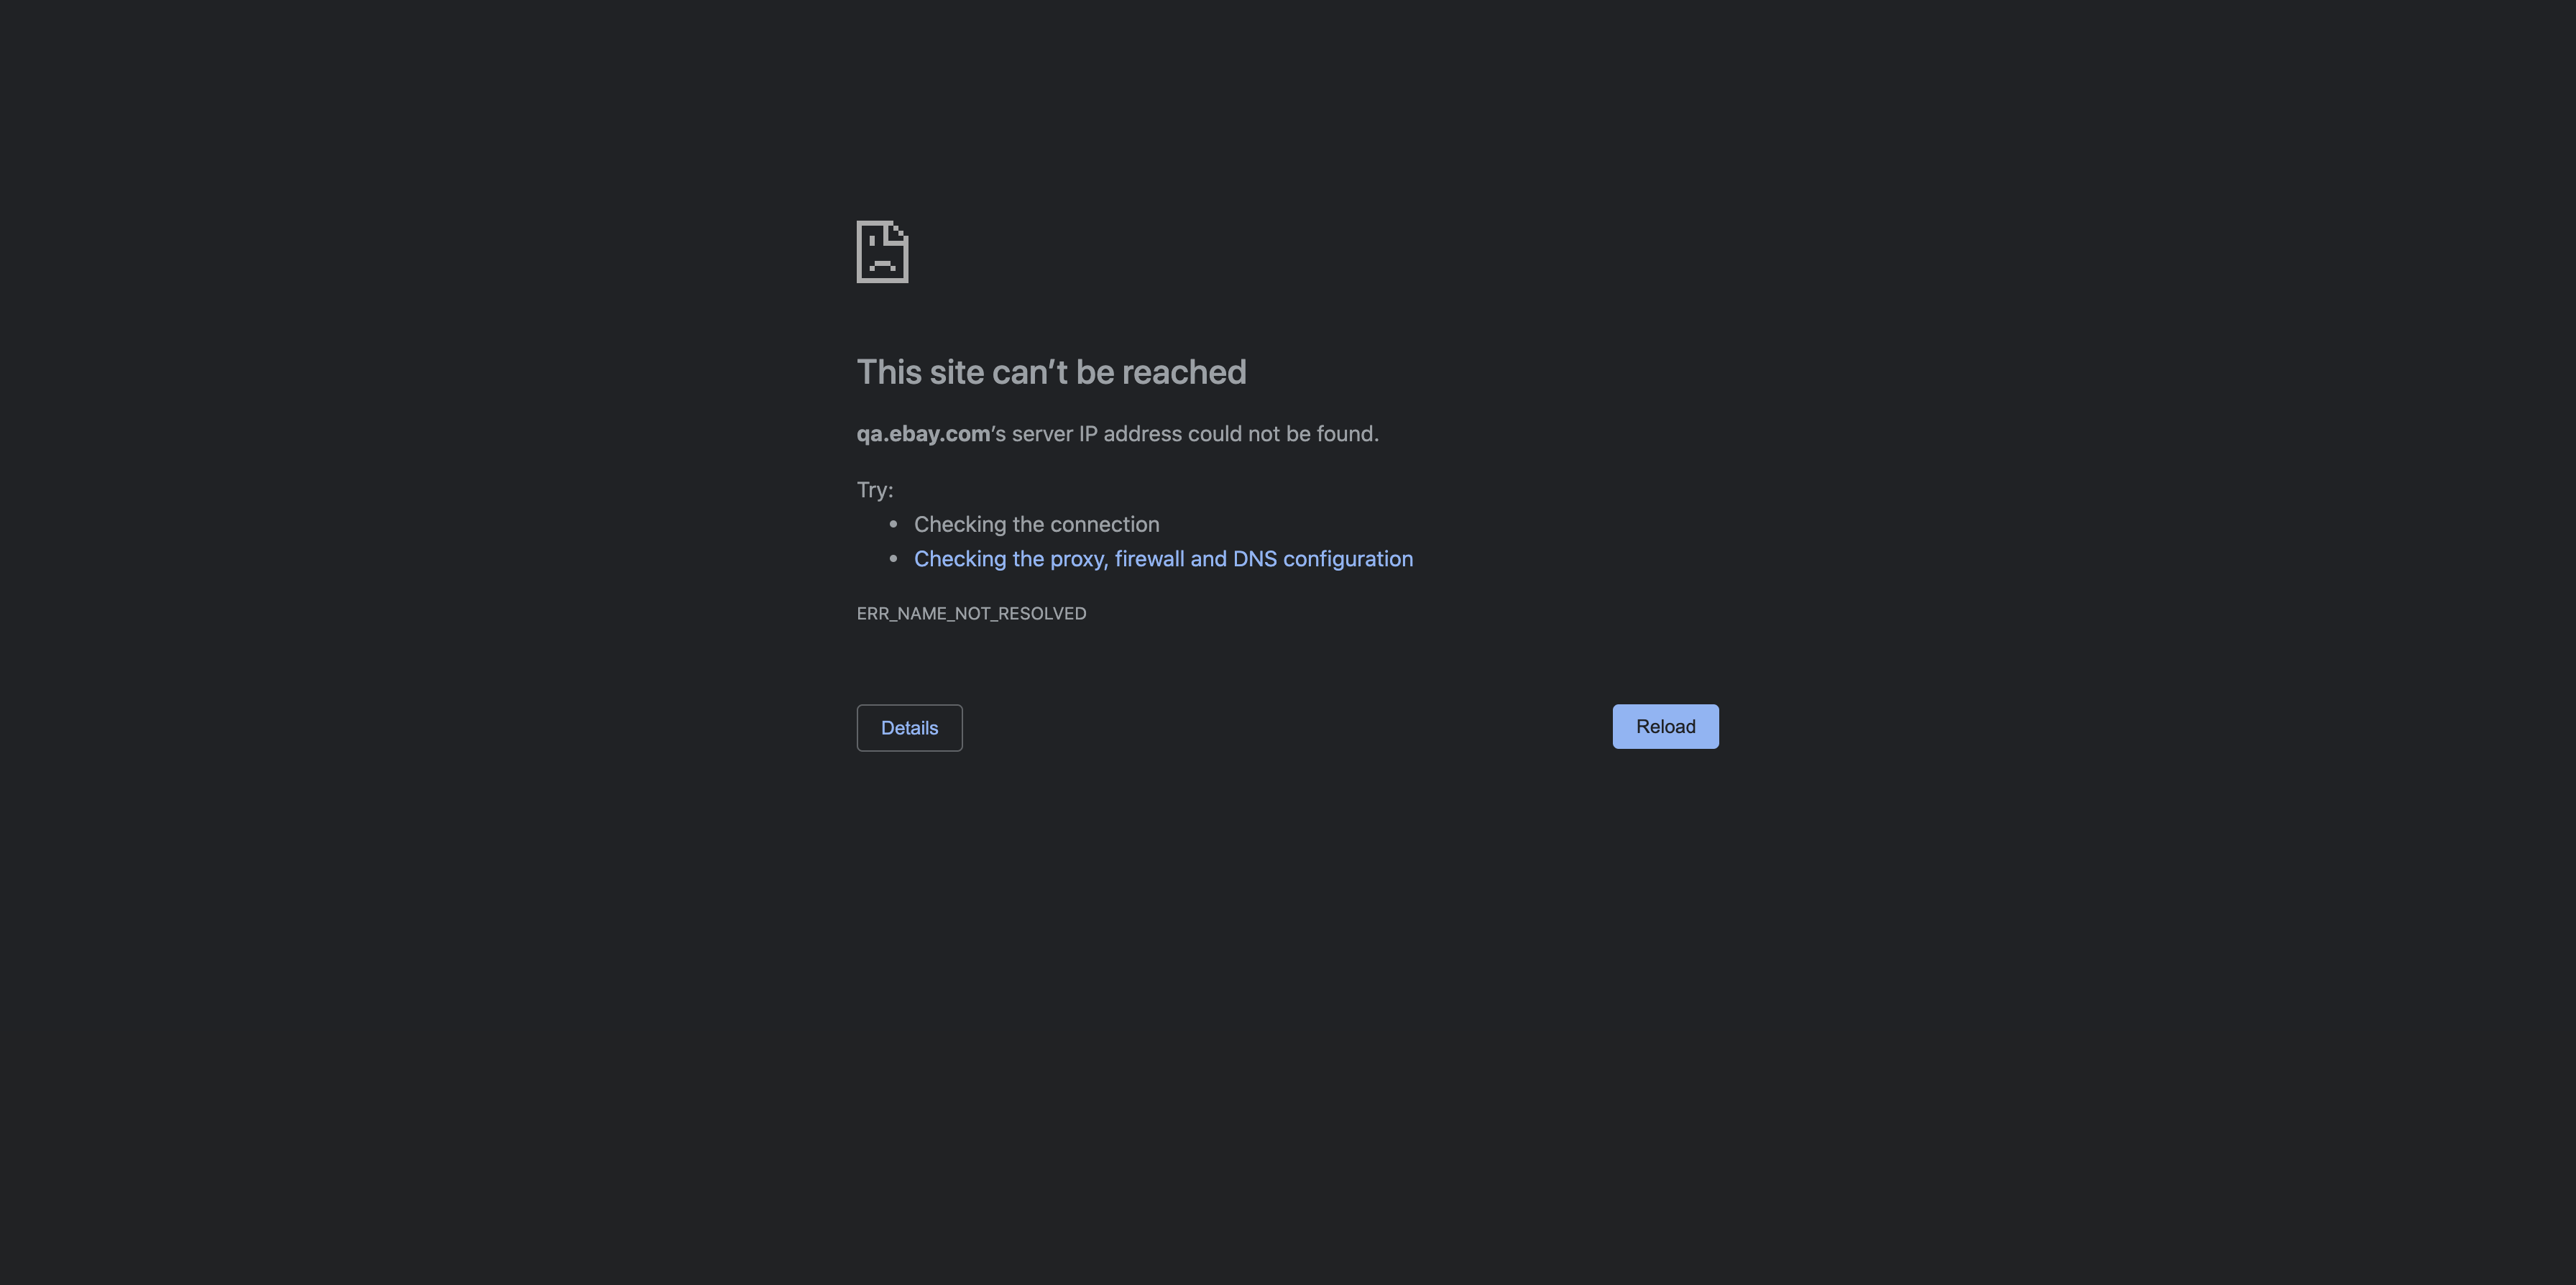 This site can’t be reached
qa.ebay.com’s server IP address could not be found.
Try:
• Checking the connection
• Checking the proxy, firewall and DNS configuration
ERR_NAME_NOT_RESOLVED
Details
Reload